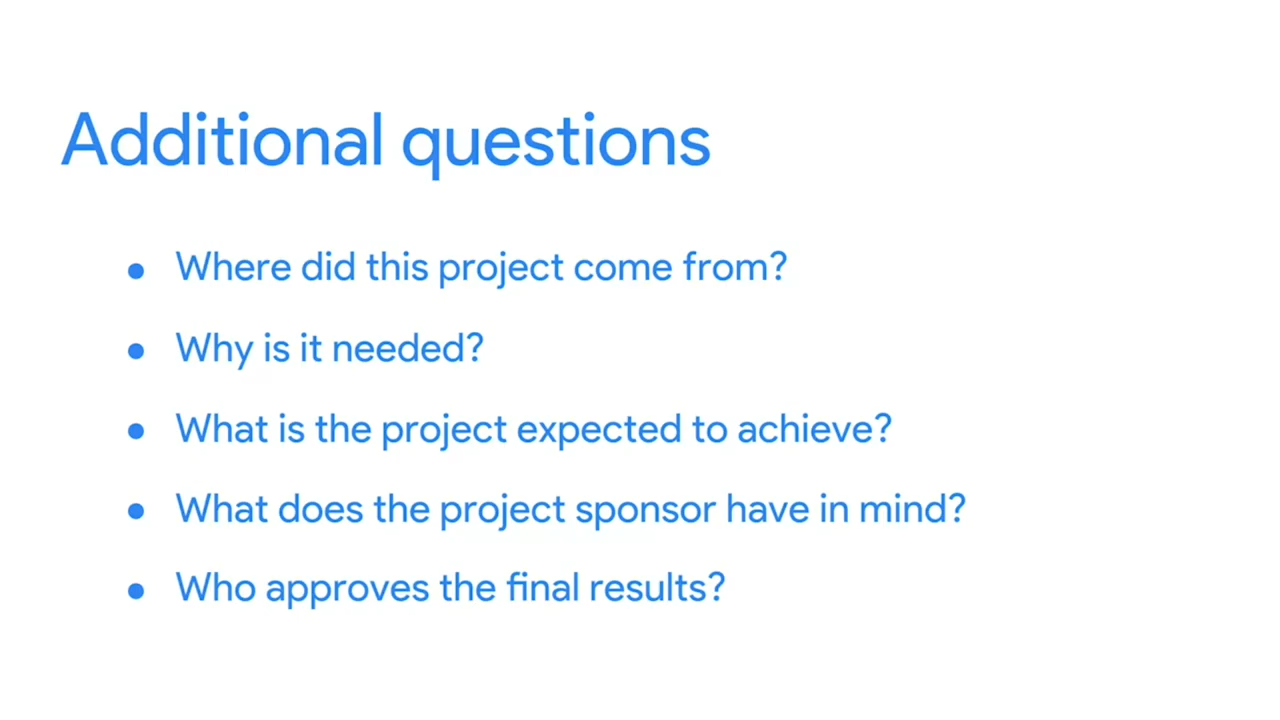 Additional questions
• Where did this project come from?
• Why is it needed?
• What is the project expected to achieve?
• What does the project sponsor have in mind?
• Who approves the final results?